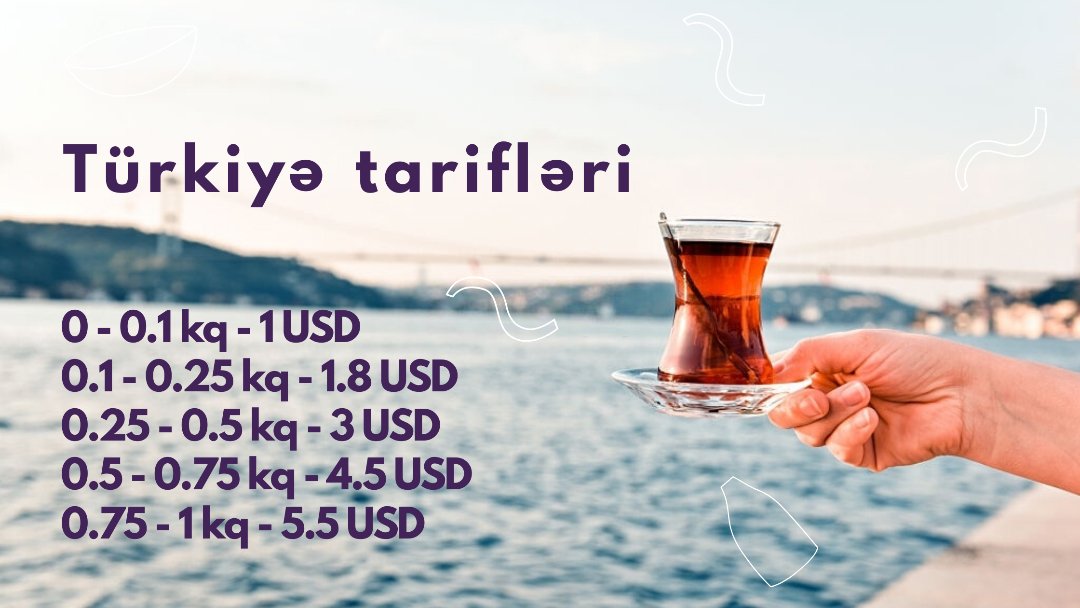 Türkiyə tarifləri
0 - 0.1 kq - 1 USD
0.1 - 0.25 kq - 1.8 USD
0.25 - 0.5 kq - 3 USD
0.5 - 0.75 kq - 4.5 USD
0.75 - 1 kq - 5.5 USD